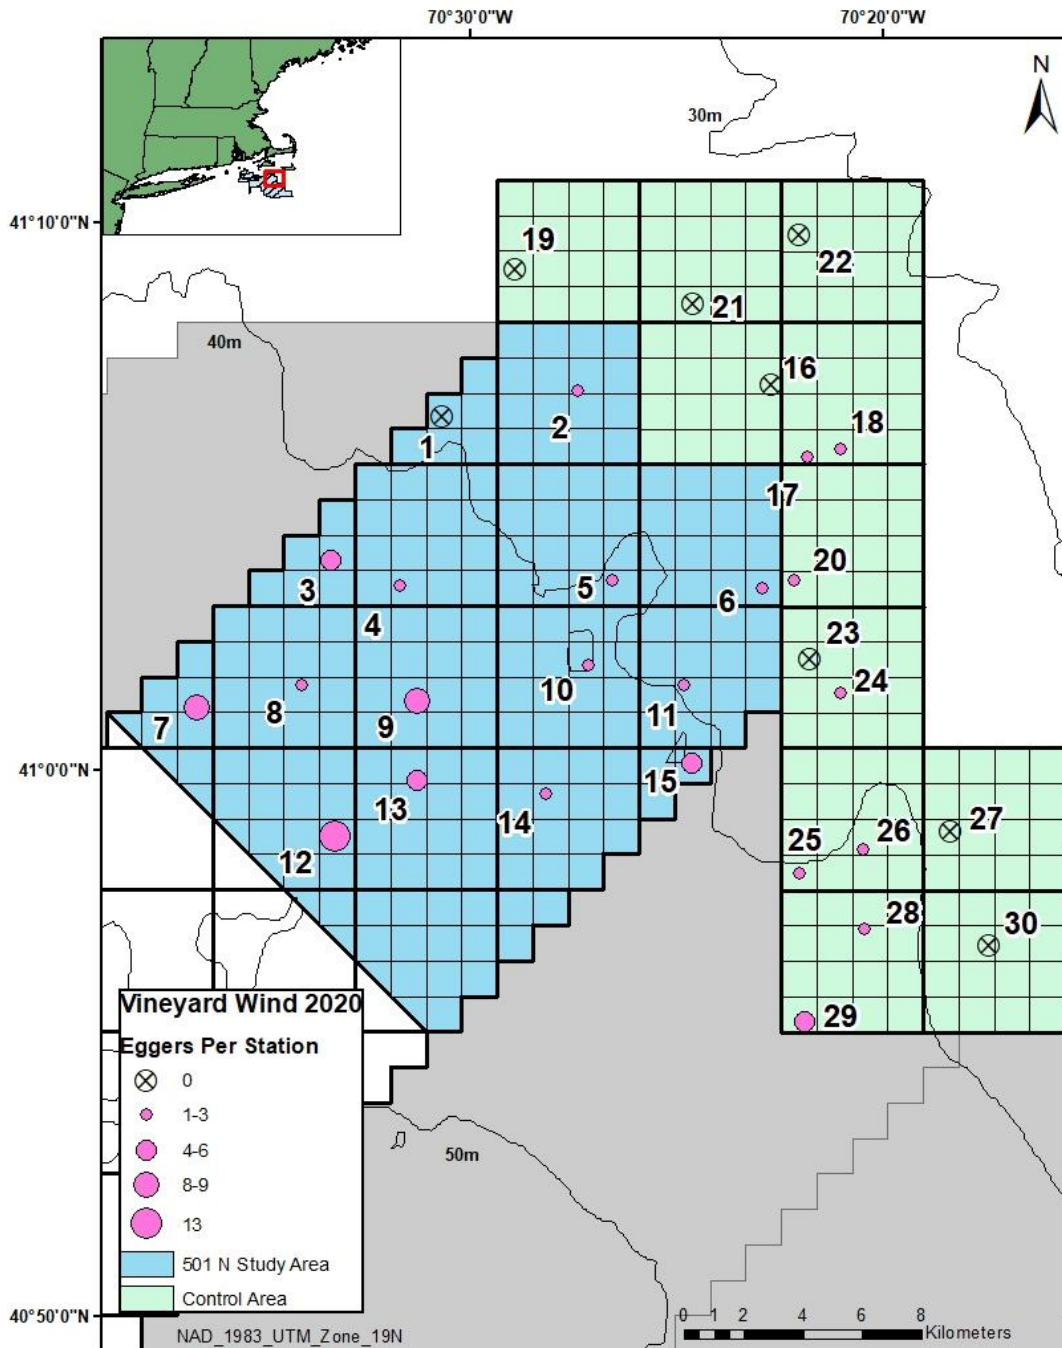 70°30'0"W
70°20'0"W
N
30m
41°10'0"N
19
22
21
40m
16
2
18
1
17
20
5
3
6
4
23
10
24
8
11
7
9
41°0'0"N
15
13
14
27
26
25
12
28
30
29
Vineyard Wind 2020
Eggers Per Station
0
1-3
4-6
8-9
13
501 N Study Area
Control Area
50m
40°50'0"N
0 1 2 4 6 8
Kilometers
NAD_1983_UTM_Zone_19N